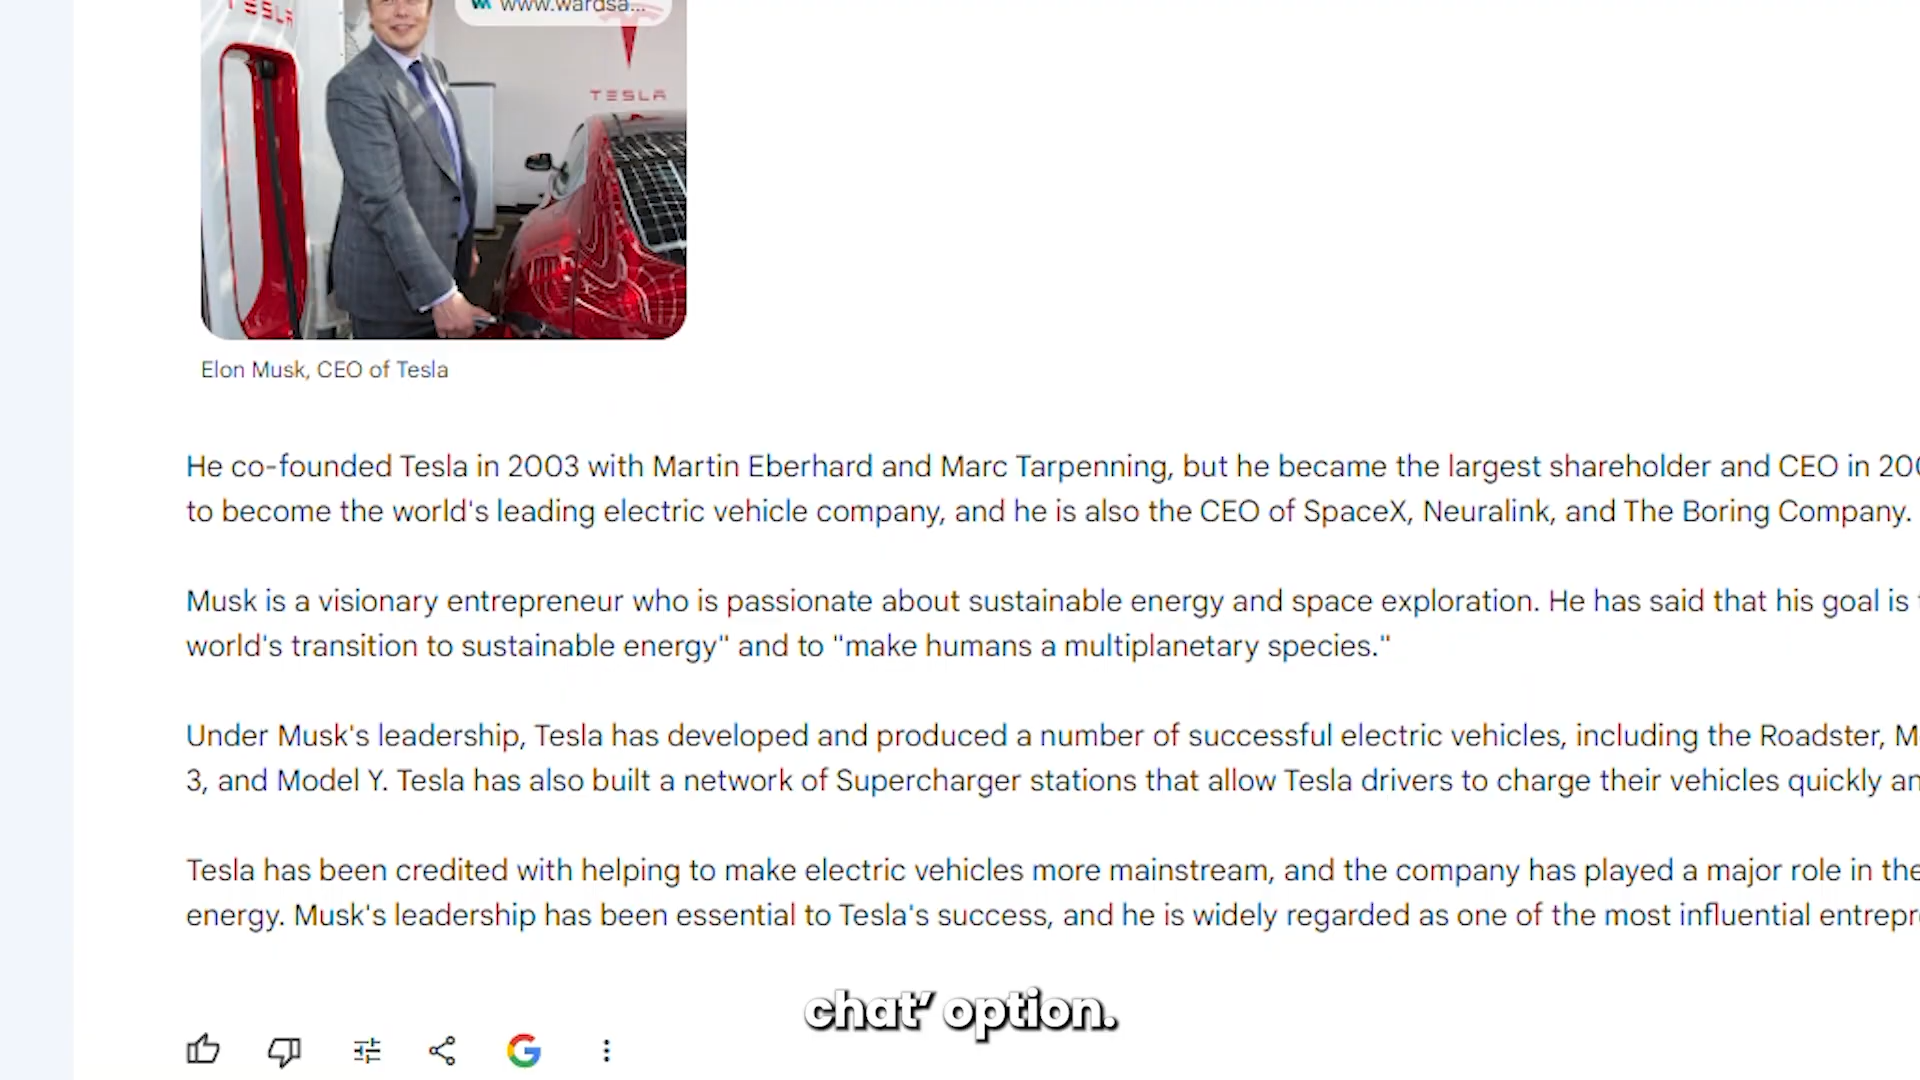 TESLA
www.wardsa...
TESLA
Elon Musk, CEO of Tesla
He co-founded Tesla in 2003 with Martin Eberhard and Marc Tarpenning, but he became the largest shareholder and CEO in 200
to become the world's leading electric vehicle company, and he is also the CEO of SpaceX, Neuralink, and The Boring Company.
Musk is a visionary entrepreneur who is passionate about sustainable energy and space exploration. He has said that his goal is
world's transition to sustainable energy" and to "make humans a multiplanetary species."
Under Musk's leadership, Tesla has developed and produced a number of successful electric vehicles, including the Roadster, M
3, and Model Y. Tesla has also built a network of Supercharger stations that allow Tesla drivers to charge their vehicles quickly an
Tesla has been credited with helping to make electric vehicles more mainstream, and the company has played a major role in the
energy. Musk's leadership has been essential to Tesla's success, and he is widely regarded as one of the most influential entrepr
chat' option.